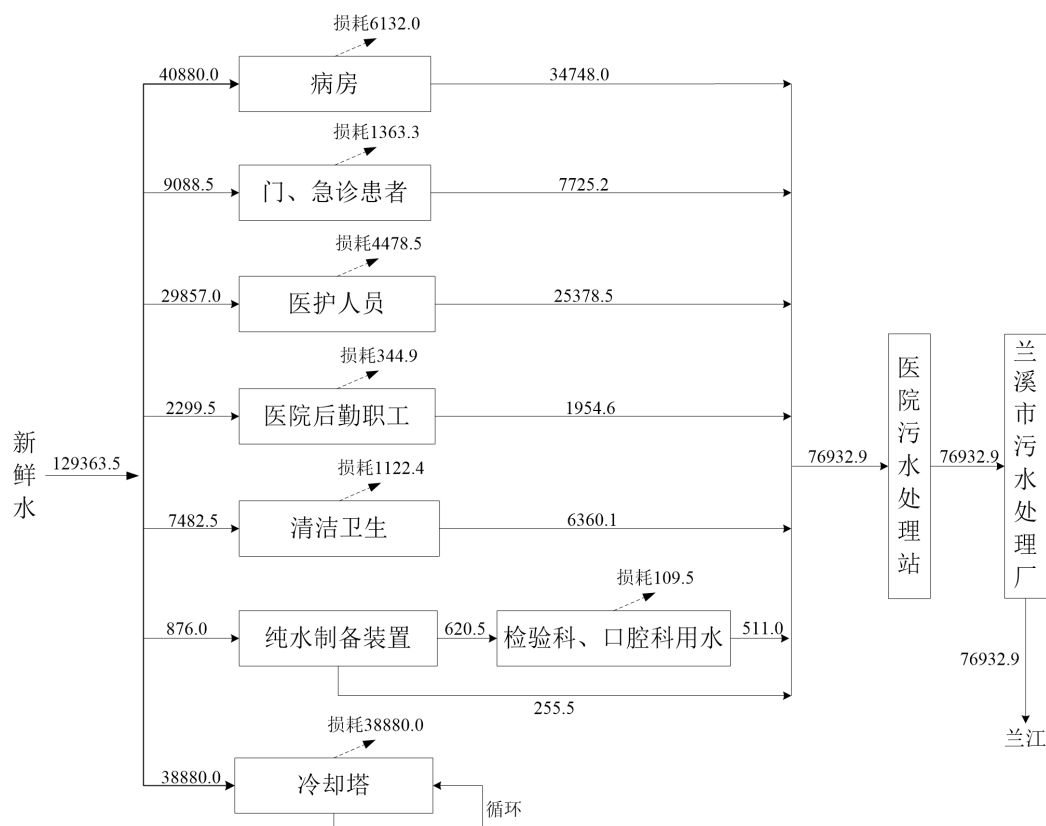 损耗6132.0
40880.0
病房
34748.0
损耗1363.3
9088.5
门、急诊患者
7725.2
损耗4478.5
29857.0
医护人员
25378.5
损耗344.9
2299.5
医院后勤职工
1954.6
新鲜水
129363.5
损耗1122.4
7482.5
清洁卫生
6360.1
76932.9
医院污水处理站
76932.9
兰溪市污水处理厂
损耗109.5
876.0
纯水制备装置
620.5
检验科、口腔科用水
511.0
255.5
76932.9
兰江
损耗38880.0
38880.0
冷却塔
循环